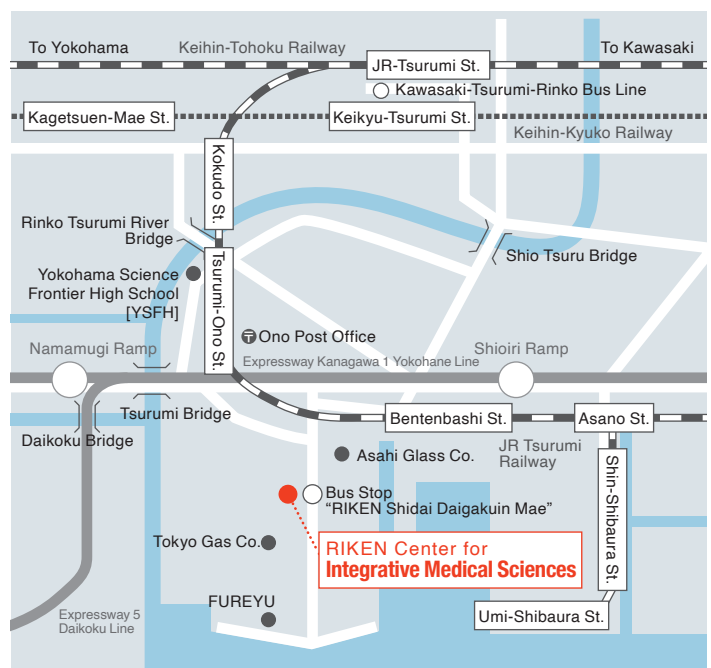 To Yokohama
Keihin-Tohoku Railway
To Kawasaki
JR-Tsurumi St.
Kawasaki-Tsurumi-Rinko Bus Line
Kagetsuen-Mae St.
Keikyu-Tsurumi St.
Keihin-Kyuko Railway
Kokudo St.
Rinko Tsurumi River
Bridge
Shio Tsuru Bridge
Yokohama Science
Frontier High School
[YSFH]
Tsurumi-Ono St.
〒 Ono Post Office
Namamugi Ramp
Expressway Kanagawa 1 Yokohane Line
Shioiri Ramp
Tsurumi Bridge
Daikoku Bridge
Bentenbashi St.
Asano St.
JR Tsurumi
Railway
Asahi Glass Co.
Shin-Shibaura St.
Bus Stop
“RIKEN Shidai Daigakuin Mae”
Tokyo Gas Co.
RIKEN Center for
Integrative Medical Sciences
FUREYU
Umi-Shibaura St.
Expressway 5
Daikoku Line